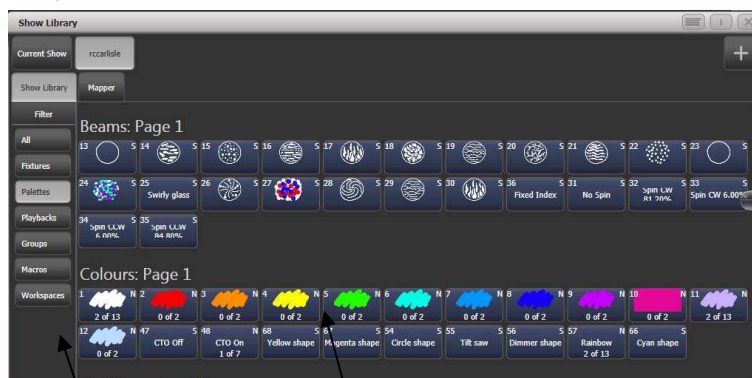 Show Library
Current Show rccarlisle
Show Library Mapper
Filter
All
Fixtures
Palettes
Playbacks
Groups
Macros
Workspaces
Beams: Page 1
13 S 14 S 15 S 16 S 17 S 18 S 19 S 20 S 21 S 22 S 23 S
24 S 25 S 26 S 27 S 28 S 29 S 30 S 36 S 31 S 32 S 33 S
Swirly glass Fixed Index No Spin Spin CW 81.20% Spin CW 6.00%
34 S 35 S
Spin CCW 6.00% Spin CCW 84.80%
Colours: Page 1
1 N 2 N 3 N 4 N 5 N 6 N 7 N 8 N 9 N 10 N 11 N
2 of 13 0 of 2 0 of 2 0 of 2 0 of 2 0 of 2 0 of 2 0 of 2 0 of 2 0 of 2 2 of 13
12 N 47 S 48 N 68 S S 54 S 55 S 56 S 57 N 66 S
0 of 2 CTO Off CTO On 1 of 7 Yellow shape Magenta shape Circle shape Tilt saw Dimmer shape Rainbow 2 of 13 Cyan shape